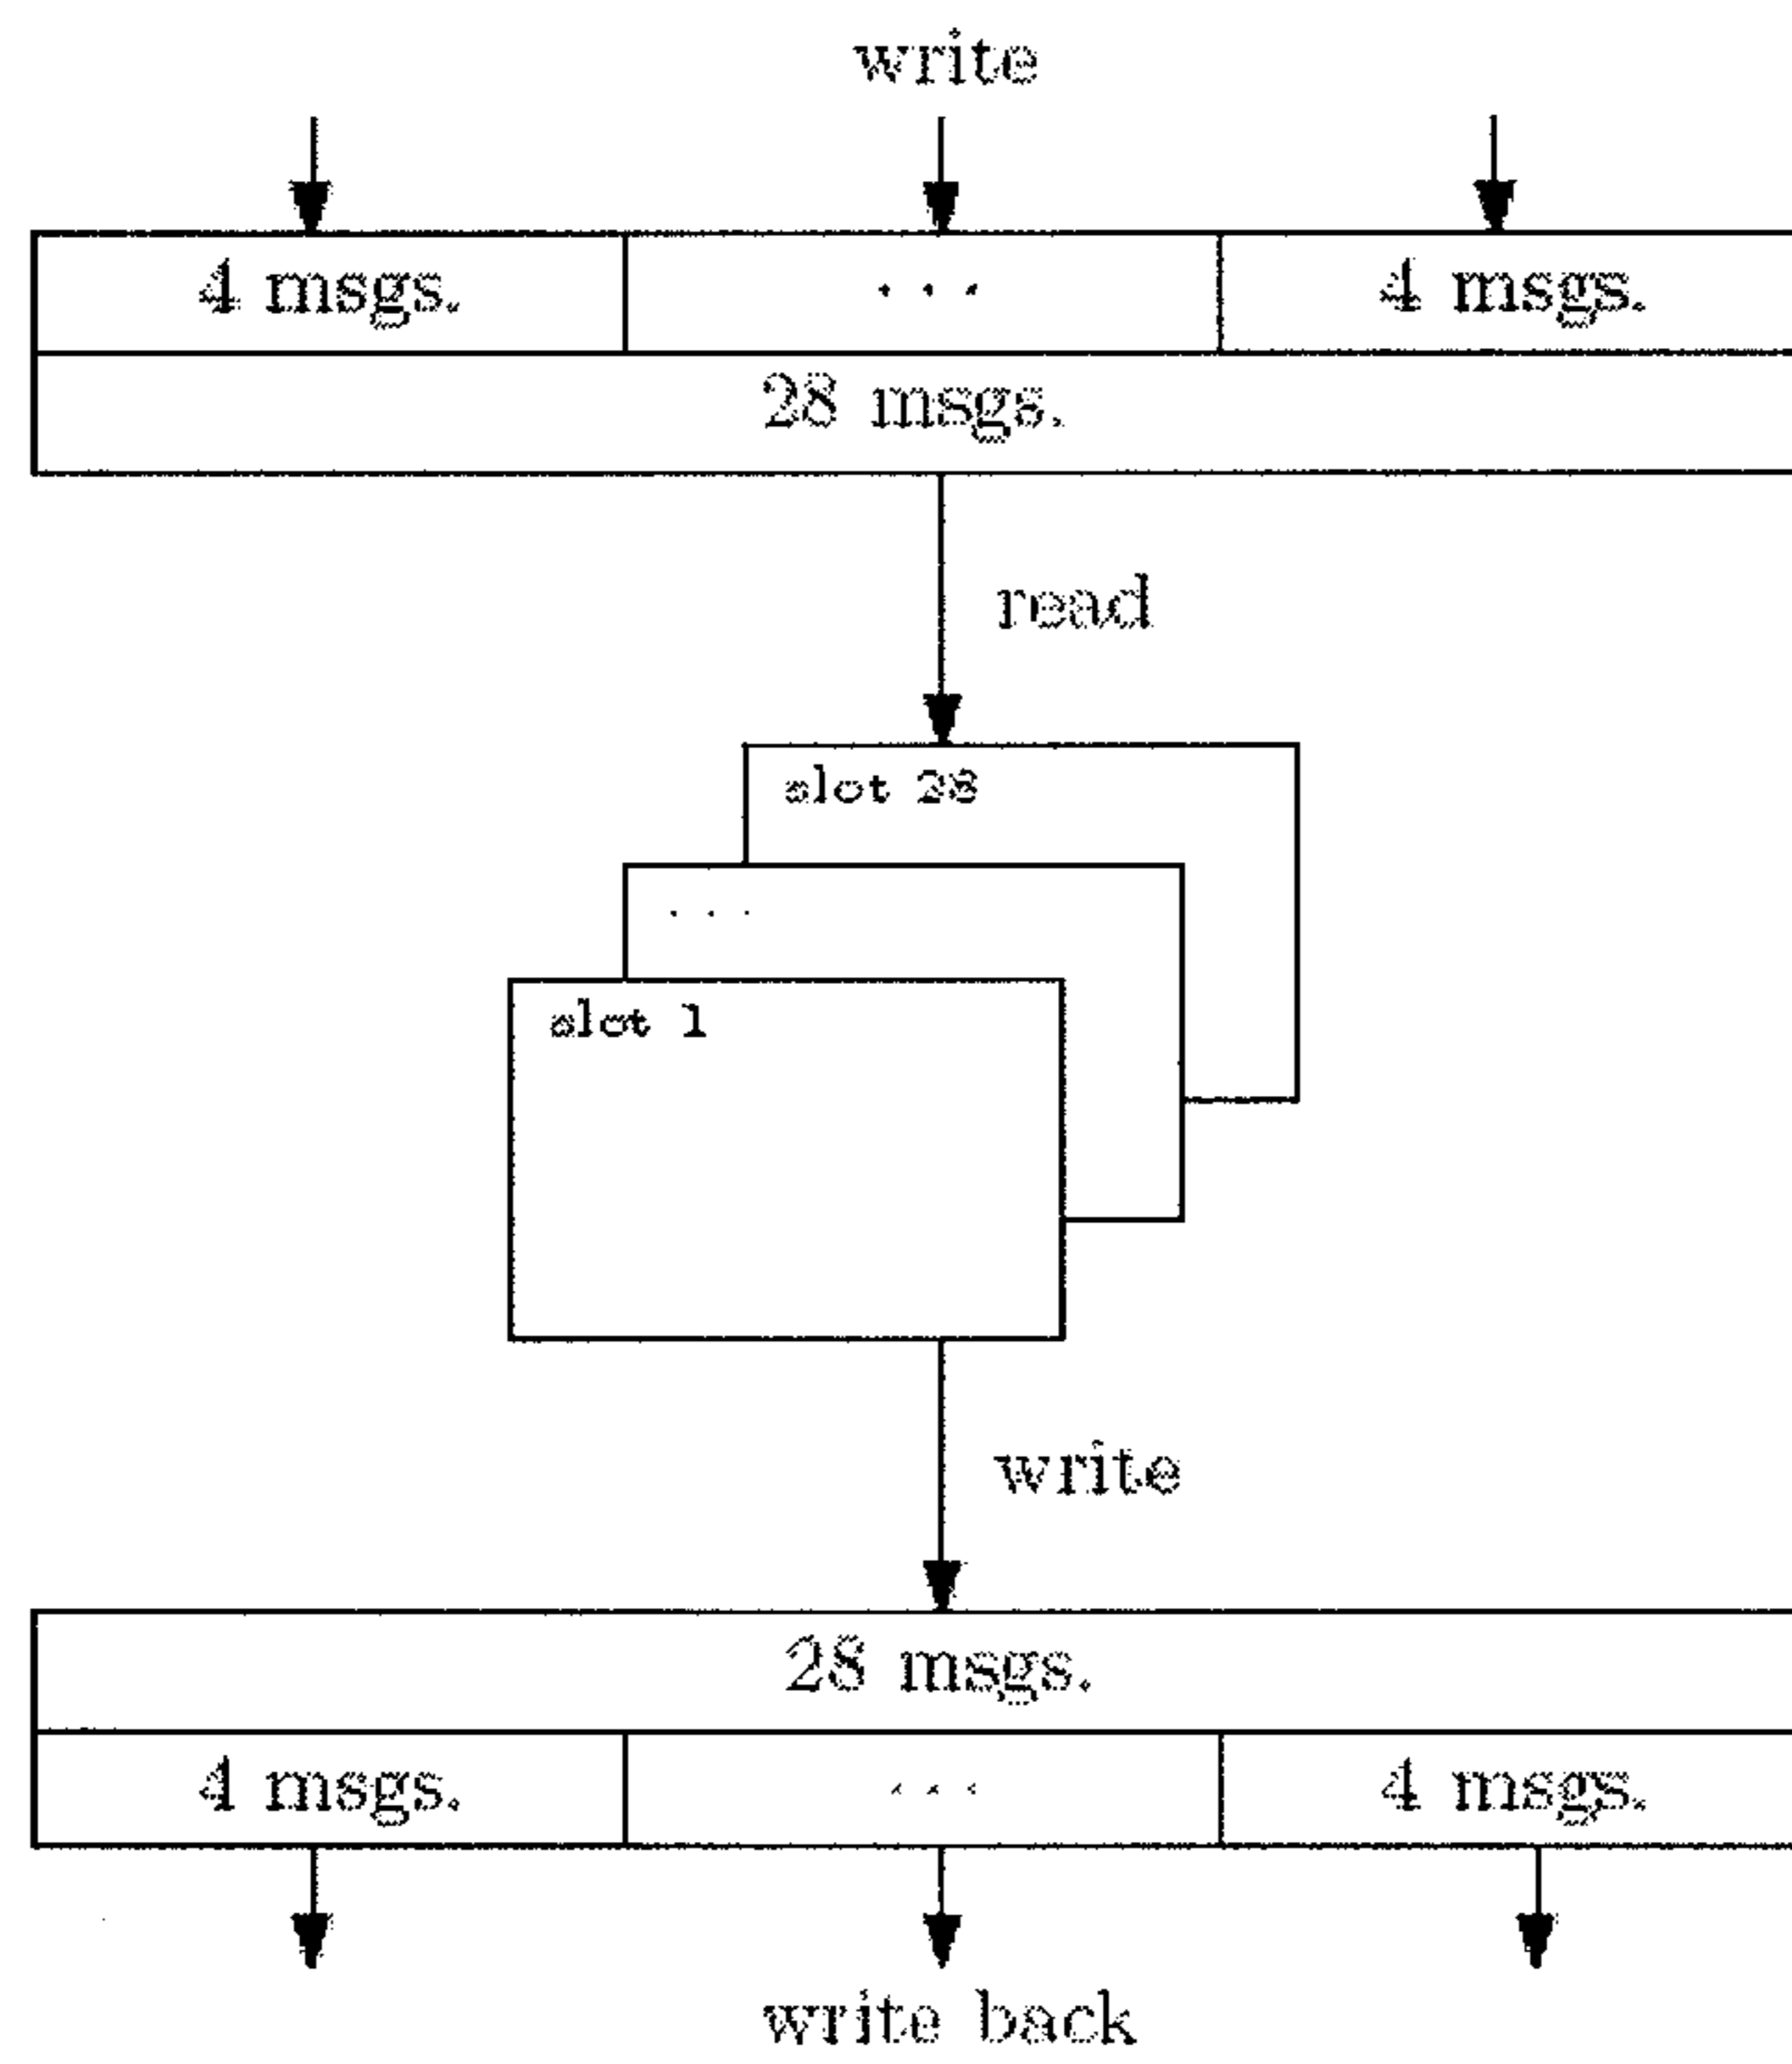 write
4 msgs. · · · 4 msgs.
28 msgs.
read
slot 28
· · ·
slot 1
write
28 msgs.
4 msgs. · · · 4 msgs.
write back